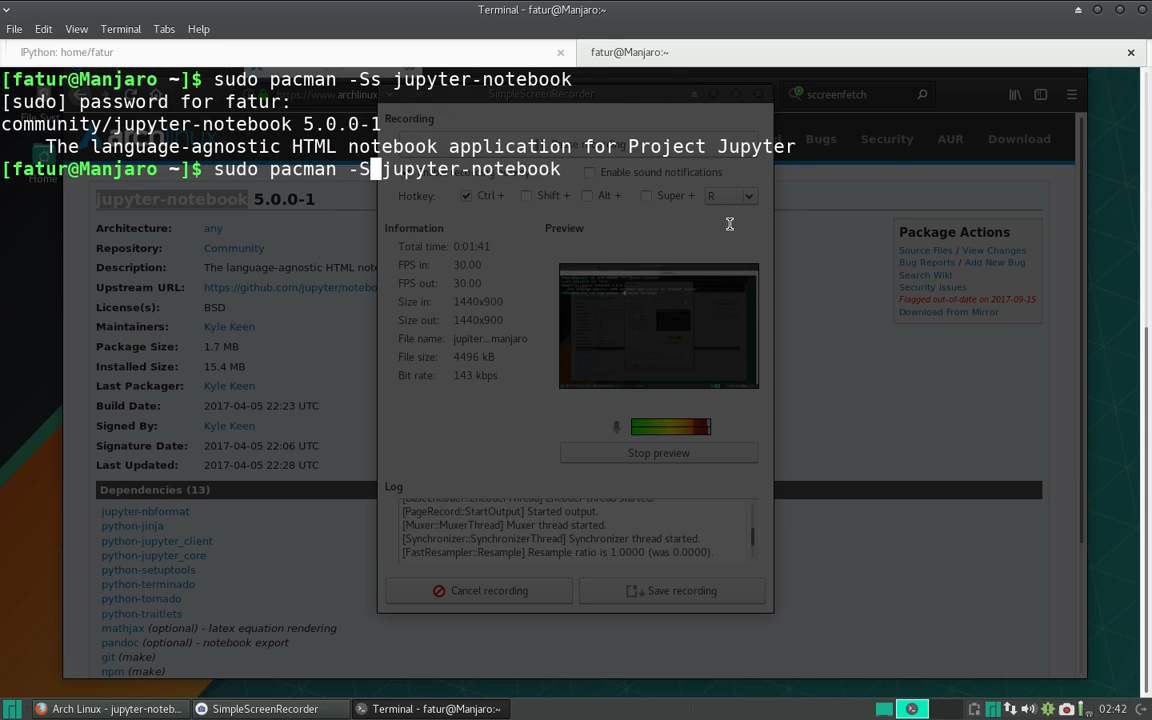 Terminal - fatur@Manjaro:~
File Edit View Terminal Tabs Help
IPython: home/fatur
fatur@Manjaro:~
[fatur@Manjaro ~]$ sudo pacman -Ss jupyter-notebook
[sudo] password for fatur:
community/jupyter-notebook 5.0.0-1
The language-agnostic HTML notebook application for Project Jupyter
[fatur@Manjaro ~]$ sudo pacman -S jupyter-notebook
https://www.archlinux
SimpleScreenRecorder
sccreenfetch
Recording
Bugs Security AUR Download
Enable sound notifications
Hotkey: Ctrl + Shift + Alt + Super + R
Home
jupyter-notebook 5.0.0-1
Architecture: any
Repository: Community
Description: The language-agnostic HTML note
Upstream URL: https://github.com/jupyter/notebo
License(s): BSD
Maintainers: Kyle Keen
Package Size: 1.7 MB
Installed Size: 15.4 MB
Last Packager: Kyle Keen
Build Date: 2017-04-05 22:23 UTC
Signed By: Kyle Keen
Signature Date: 2017-04-05 22:06 UTC
Last Updated: 2017-04-05 22:28 UTC
Dependencies (13)
jupyter-nbformat
python-jinja
python-jupyter_client
python-jupyter_core
python-setuptools
python-terminado
python-tornado
python-traitlets
mathjax (optional) - latex equation rendering
pandoc (optional) - notebook export
git (make)
npm (make)
Information
Total time: 0:01:41
FPS in: 30.00
FPS out: 30.00
Size in: 1440x900
Size out: 1440x900
File name: jupiter...manjaro
File size: 4496 kB
Bit rate: 143 kbps
Preview
Stop preview
Log
[PageRecord::StartOutput] Started output.
[Muxer::MuxerThread] Muxer thread started.
[Synchronizer::SynchronizerThread] Synchronizer thread started.
[FastResampler::Resample] Resample ratio is 1.0000 (was 0.0000).
Cancel recording
Save recording
Package Actions
Source Files / View Changes
Bug Reports / Add New Bug
Search Wiki
Security Issues
Flagged out-of-date on 2017-09-15
Download From Mirror
Arch Linux - jupyter-noteb...
SimpleScreenRecorder
Terminal - fatur@Manjaro:~
02:42